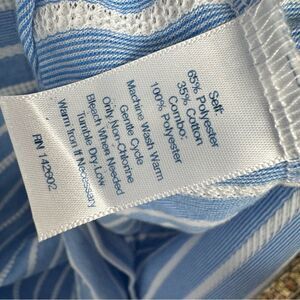 Self:
65% Polyester
35% Cotton
Combo:
100% Polyester
Machine Wash Warm
Gentle Cycle
Only Non-Chlorine
Bleach When Needed
Tumble Dry Low
Warm Iron If Necessary
RN 142602